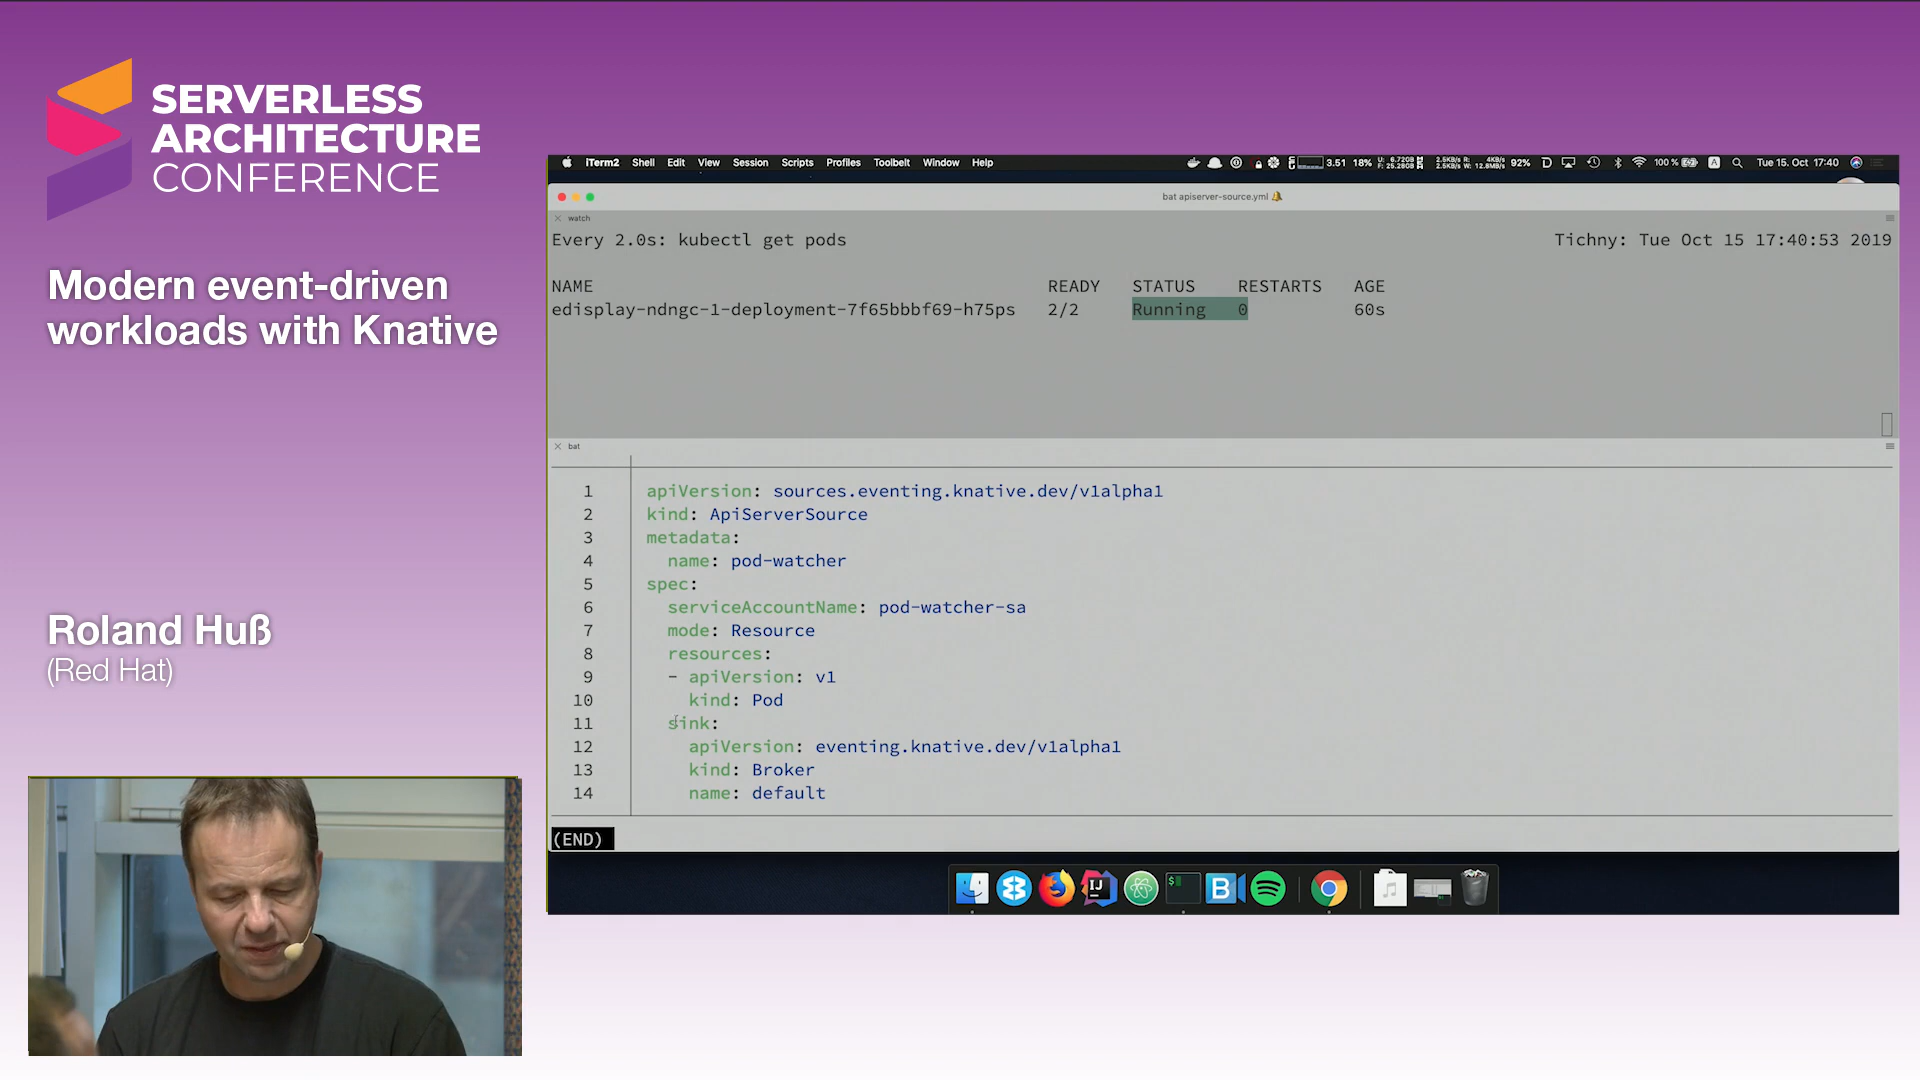 SERVERLESS
ARCHITECTURE
CONFERENCE
Modern event-driven
workloads with Knative
Roland Huß
(Red Hat)
iTerm2 Shell Edit View Session Scripts Profiles Toolbelt Window Help
3.51 18% 92% 100 % A Tue 15. Oct 17:40
bat apiserver-source.yml
watch
Every 2.0s: kubectl get pods Tichny: Tue Oct 15 17:40:53 2019
NAME READY STATUS RESTARTS AGE
edisplay-ndngc-1-deployment-7f65bbbf69-h75ps 2/2 Running 0 60s
bat
1 apiVersion: sources.eventing.knative.dev/v1alpha1
2 kind: ApiServerSource
3 metadata:
4 name: pod-watcher
5 spec:
6 serviceAccountName: pod-watcher-sa
7 mode: Resource
8 resources:
9 - apiVersion: v1
10 kind: Pod
11 sink:
12 apiVersion: eventing.knative.dev/v1alpha1
13 kind: Broker
14 name: default
(END)